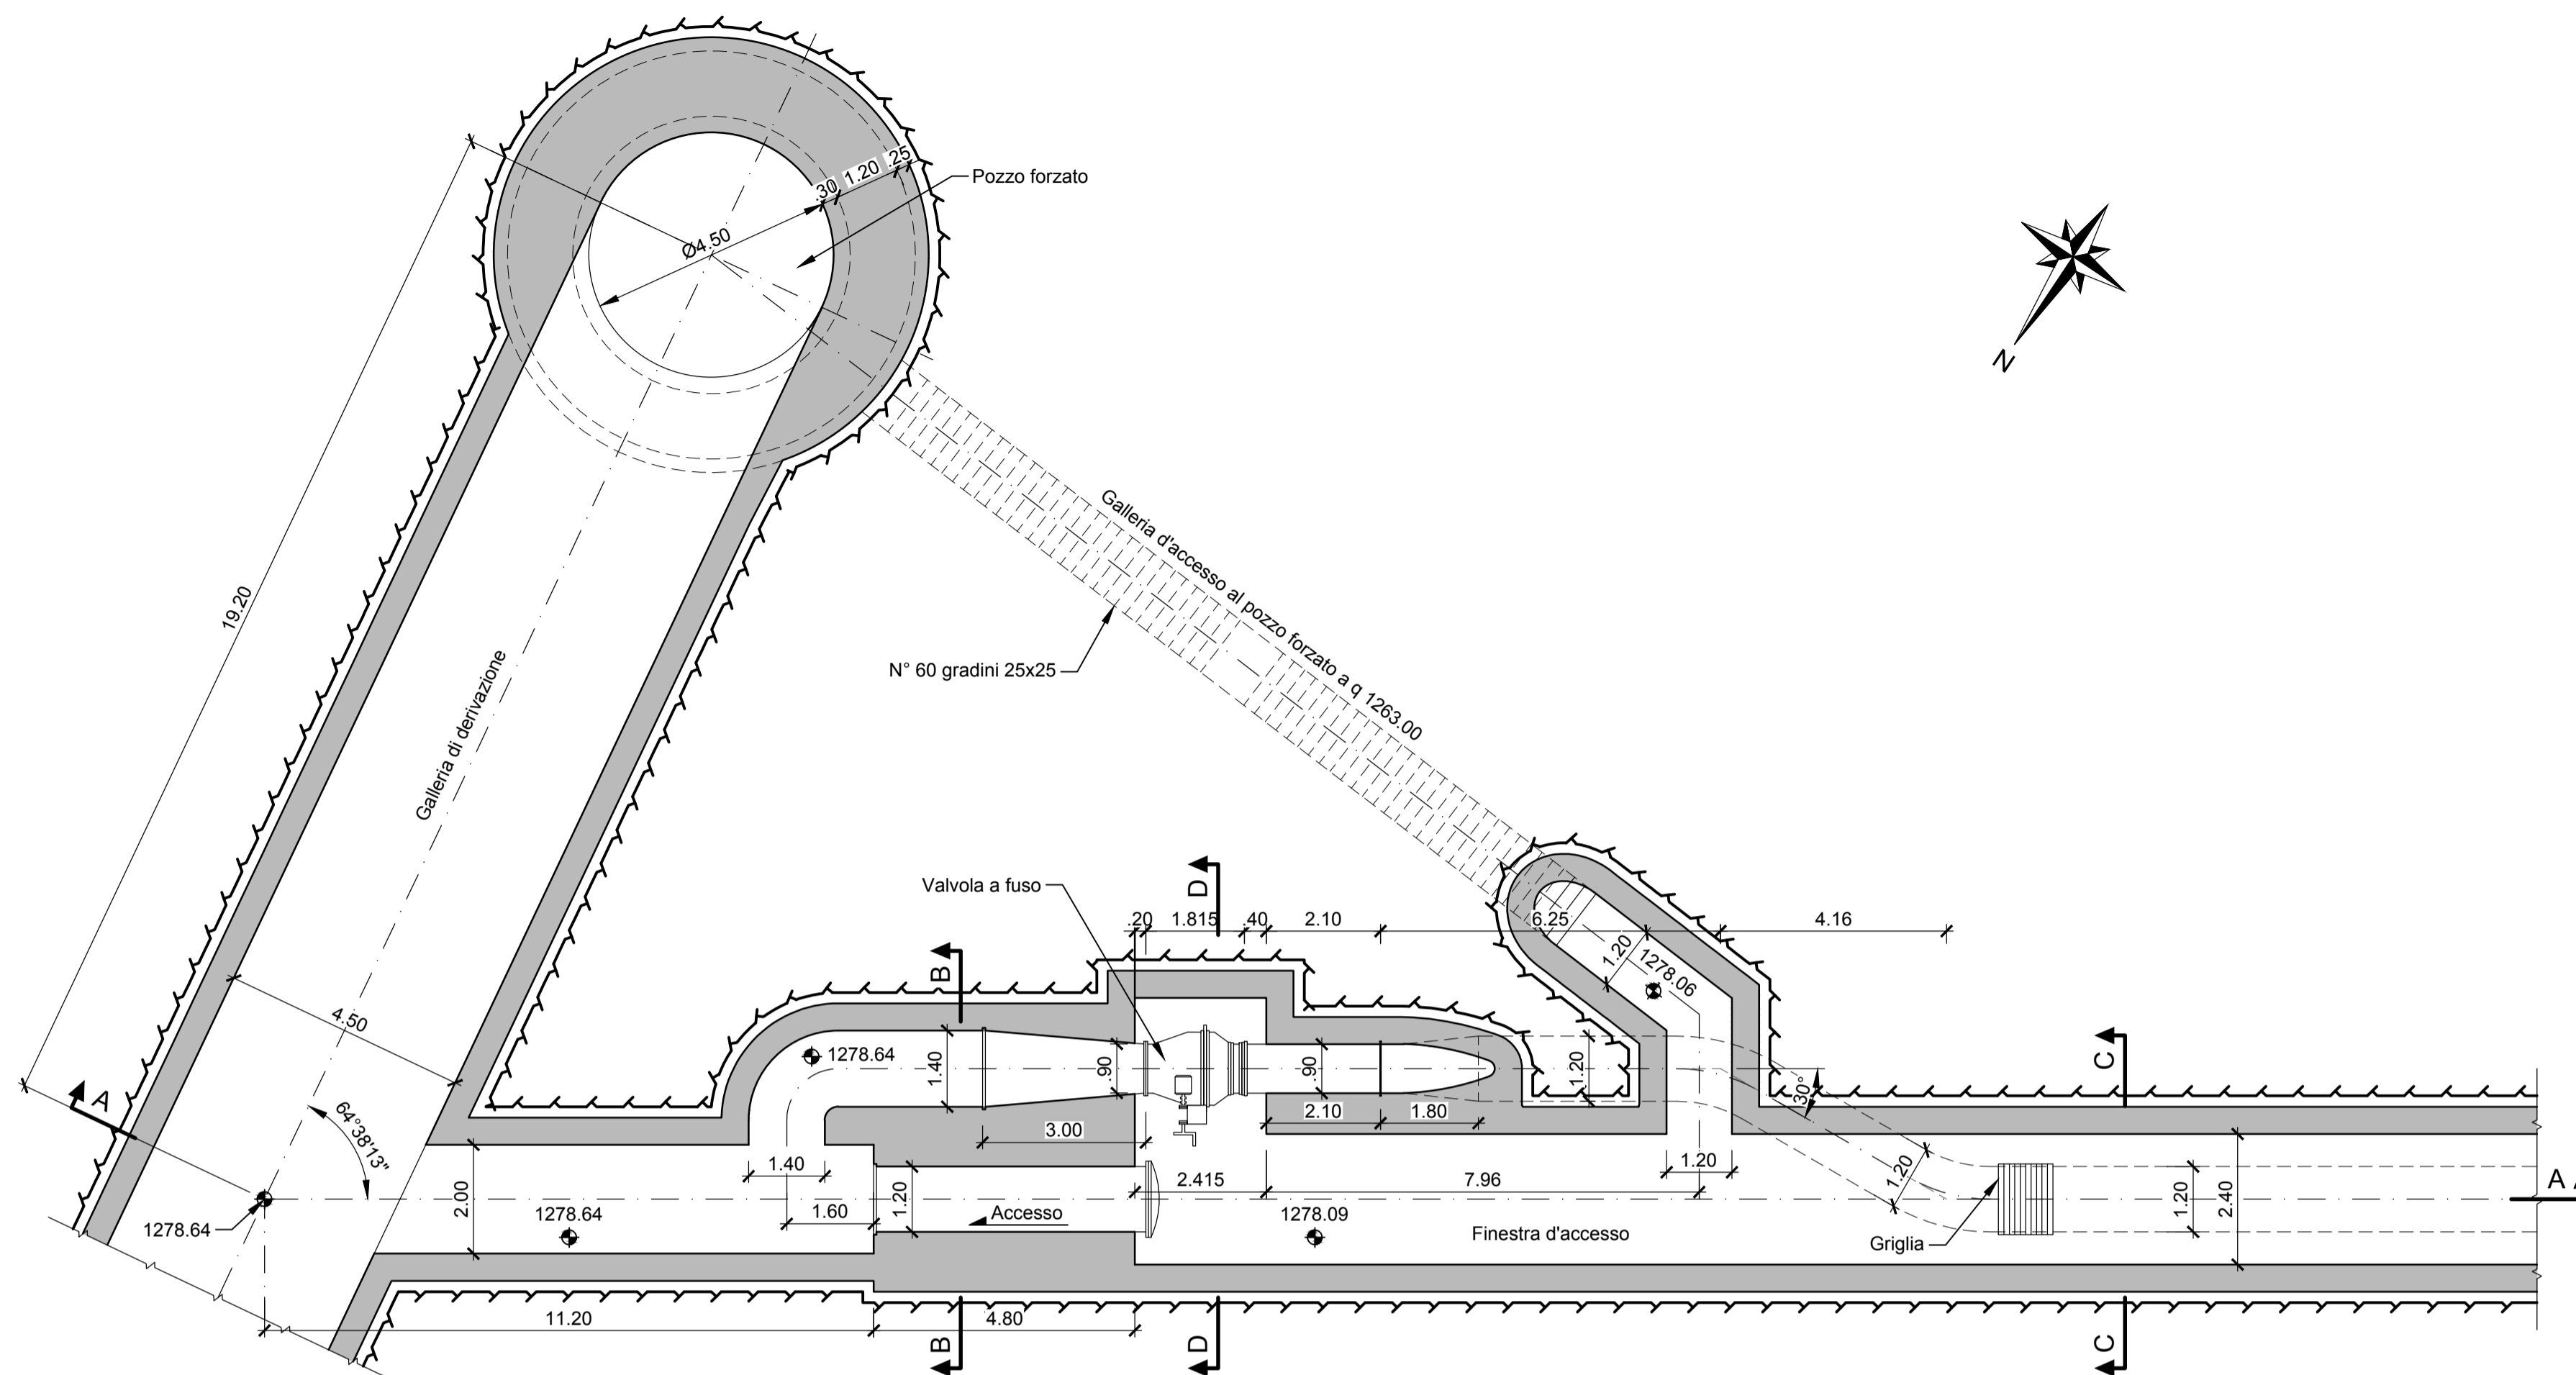 .30
1.20
.25
Pozzo forzato
Ø4.50
N
19.20
Galleria d'accesso al pozzo forzato a q 1263.00
N° 60 gradini 25x25
Galleria di derivazione
Valvola a fuso
D
.20
1.815
.40
2.10
6.25
4.16
B
1.20
1278.06
4.50
1278.64
1.40
.90
.90
1.20
C
30°
A
64°38'13"
2.10
1.80
3.00
1.40
1.20
1.20
2.00
1.60
1.20
2.415
7.96
1.20
2.40
A
A
1278.64
1278.64
Accesso
1278.09
Finestra d'accesso
Griglia
11.20
4.80
B
D
C